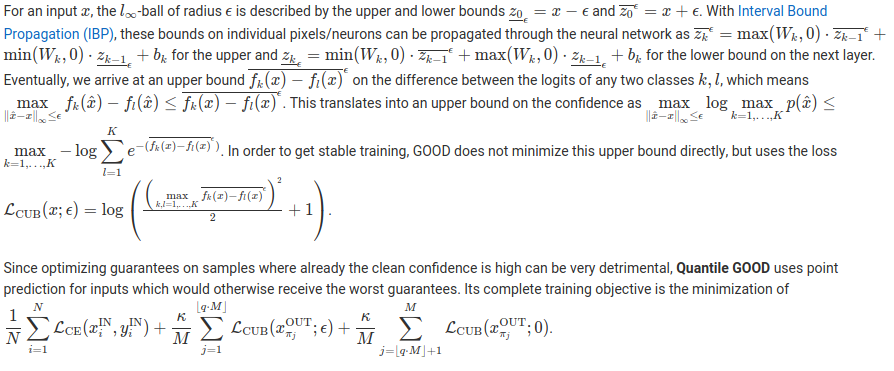 For an input $x$, the $l_\infty$-ball of radius $\epsilon$ is described by the upper and lower bounds $\underline{z_0}_\epsilon = x - \epsilon$ and $\overline{z_0}^\epsilon = x + \epsilon$. With Interval Bound
Propagation (IBP), these bounds on individual pixels/neurons can be propagated through the neural network as $\overline{z_k}^\epsilon = \max(W_k, 0) \cdot \overline{z_{k-1}}^\epsilon +$
$\min(W_k, 0) \cdot \underline{z_{k-1}}_\epsilon + b_k$ for the upper and $\underline{z_k}_\epsilon = \min(W_k, 0) \cdot \overline{z_{k-1}}^\epsilon + \max(W_k, 0) \cdot \underline{z_{k-1}}_\epsilon + b_k$ for the lower bound on the next layer.
Eventually, we arrive at an upper bound $\overline{f_k(x) - f_l(x)}^\epsilon$ on the difference between the logits of any two classes $k, l$, which means
$\max_{\|\hat{x}-x\|_\infty \leq \epsilon} f_k(\hat{x}) - f_l(\hat{x}) \leq \overline{f_k(x) - f_l(x)}^\epsilon$. This translates into an upper bound on the confidence as $\max_{\|\hat{x}-x\|_\infty \leq \epsilon} \log \max_{k=1,\ldots,K} p(\hat{x}) \leq$
$\max_{k=1,\ldots,K} - \log \sum_{l=1}^{K} e^{-(\overline{f_k(x)-f_l(x)}^\epsilon)}$. In order to get stable training, GOOD does not minimize this upper bound directly, but uses the loss
$\mathcal{L}_{\text{CUB}}(x; \epsilon) = \log \left( \frac{\left( \max_{k,l=1,\ldots,K} \overline{f_k(x)-f_l(x)}^\epsilon \right)^2}{2} + 1 \right)$.
Since optimizing guarantees on samples where already the clean confidence is high can be very detrimental, Quantile GOOD uses point
prediction for inputs which would otherwise receive the worst guarantees. Its complete training objective is the minimization of
$\frac{1}{N} \sum_{i=1}^{N} \mathcal{L}_{\text{CE}}(x_i^{\text{IN}}, y_i^{\text{IN}}) + \frac{\kappa}{M} \sum_{j=1}^{\lfloor q \cdot M \rfloor} \mathcal{L}_{\text{CUB}}(x_{\pi_j}^{\text{OUT}}; \epsilon) + \frac{\kappa}{M} \sum_{j=\lfloor q \cdot M \rfloor + 1}^{M} \mathcal{L}_{\text{CUB}}(x_{\pi_j}^{\text{OUT}}; 0).$